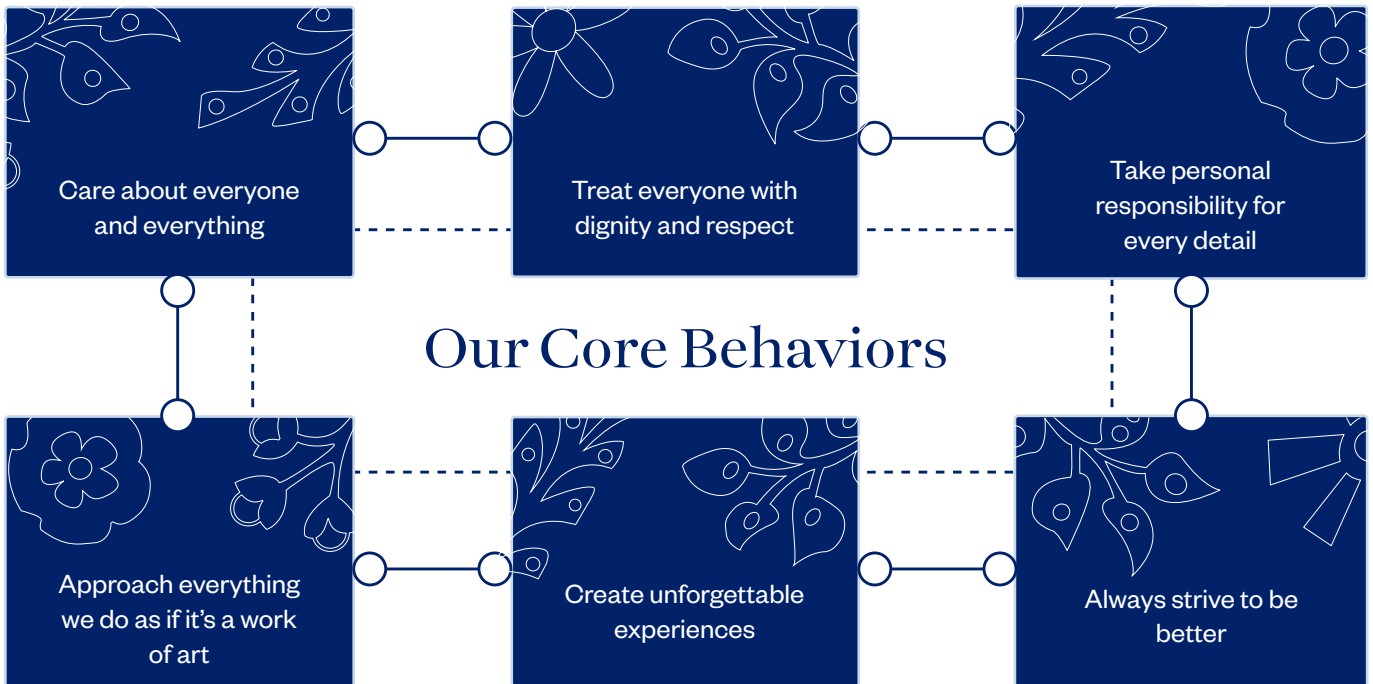 Care about everyone
and everything
Treat everyone with
dignity and respect
Take personal
responsibility for
every detail
Our Core Behaviors
Approach everything
we do as if it’s a work
of art
Create unforgettable
experiences
Always strive to be
better